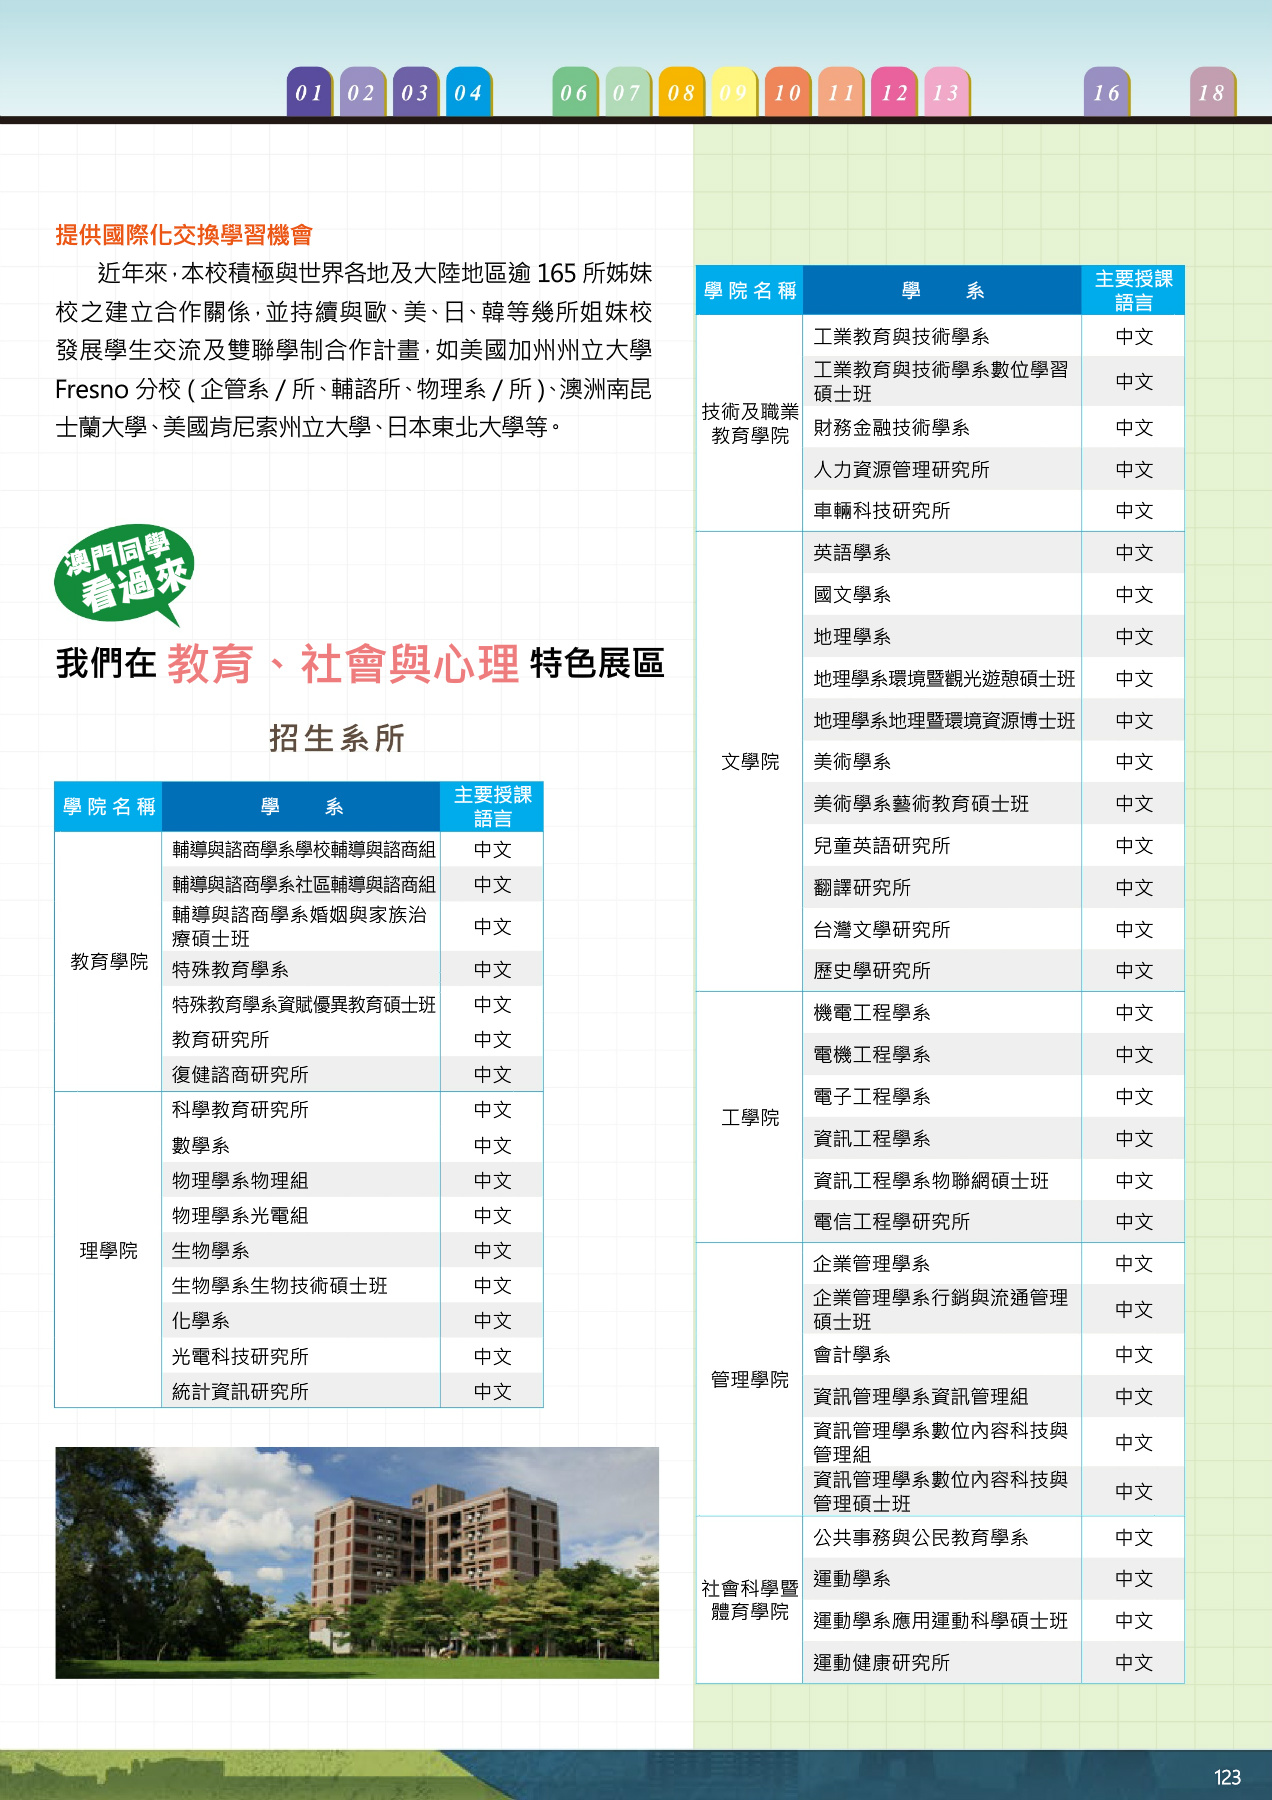 01 02 03 04 06 07 08 09 10 11 12 13 16 18
提供國際化交換學習機會
近年來，本校積極與世界各地及大陸地區逾 165 所姊妹
校之建立合作關係，並持續與歐、美、日、韓等幾所姐妹校
發展學生交流及雙聯學制合作計畫，如美國加州州立大學
Fresno 分校 ( 企管系 / 所、輔諮所、物理系 / 所 )、澳洲南昆
士蘭大學、美國肯尼索州立大學、日本東北大學等。
澳門同學
看過來
我們在 教育、社會與心理 特色展區
招生系所
學院名稱 學 系 主要授課
語言
教育學院
輔導與諮商學系學校輔導與諮商組 中文
輔導與諮商學系社區輔導與諮商組 中文
輔導與諮商學系婚姻與家族治
療碩士班 中文
特殊教育學系 中文
特殊教育學系資賦優異教育碩士班 中文
教育研究所 中文
復健諮商研究所 中文
理學院
科學教育研究所 中文
數學系 中文
物理學系物理組 中文
物理學系光電組 中文
生物學系 中文
生物學系生物技術碩士班 中文
化學系 中文
光電科技研究所 中文
統計資訊研究所 中文
學院名稱 學 系 主要授課
語言
技術及職業
教育學院
工業教育與技術學系 中文
工業教育與技術學系數位學習
碩士班 中文
財務金融技術學系 中文
人力資源管理研究所 中文
車輛科技研究所 中文
文學院
英語學系 中文
國文學系 中文
地理學系 中文
地理學系環境暨觀光遊憩碩士班 中文
地理學系地理暨環境資源博士班 中文
美術學系 中文
美術學系藝術教育碩士班 中文
兒童英語研究所 中文
翻譯研究所 中文
台灣文學研究所 中文
歷史學研究所 中文
工學院
機電工程學系 中文
電機工程學系 中文
電子工程學系 中文
資訊工程學系 中文
資訊工程學系物聯網碩士班 中文
電信工程學研究所 中文
管理學院
企業管理學系 中文
企業管理學系行銷與流通管理
碩士班 中文
會計學系 中文
資訊管理學系資訊管理組 中文
資訊管理學系數位內容科技與
管理組 中文
資訊管理學系數位內容科技與
管理碩士班 中文
社會科學暨
體育學院
公共事務與公民教育學系 中文
運動學系 中文
運動學系應用運動科學碩士班 中文
運動健康研究所 中文
123